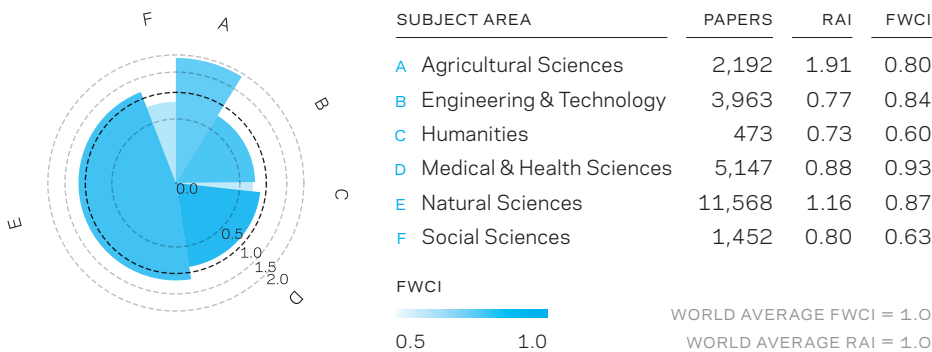 F
A
B
C
D
E
0.0
0.5
1.0
1.5
2.0
SUBJECT AREA PAPERS RAI FWCI
A Agricultural Sciences 2,192 1.91 0.80
B Engineering & Technology 3,963 0.77 0.84
C Humanities 473 0.73 0.60
D Medical & Health Sciences 5,147 0.88 0.93
E Natural Sciences 11,568 1.16 0.87
F Social Sciences 1,452 0.80 0.63
FWCI
0.5 1.0
WORLD AVERAGE FWCI = 1.0
WORLD AVERAGE RAI = 1.0